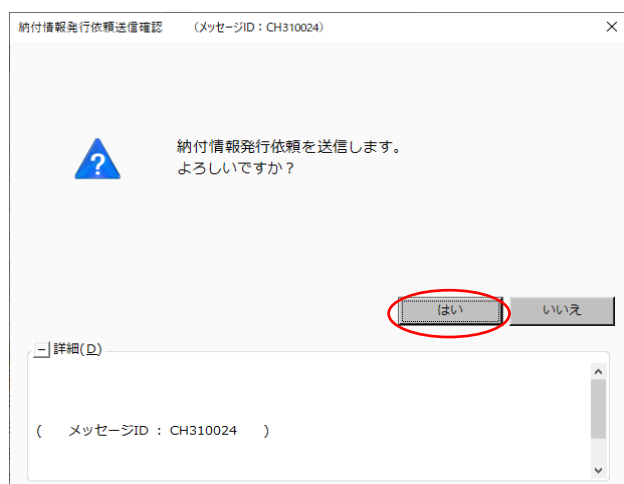 納付情報発行依頼送信確認　　（メッセージID：CH310024）
納付情報発行依頼を送信します。
よろしいですか？
はい　いいえ
詳細(D)
(　メッセージID : CH310024　)